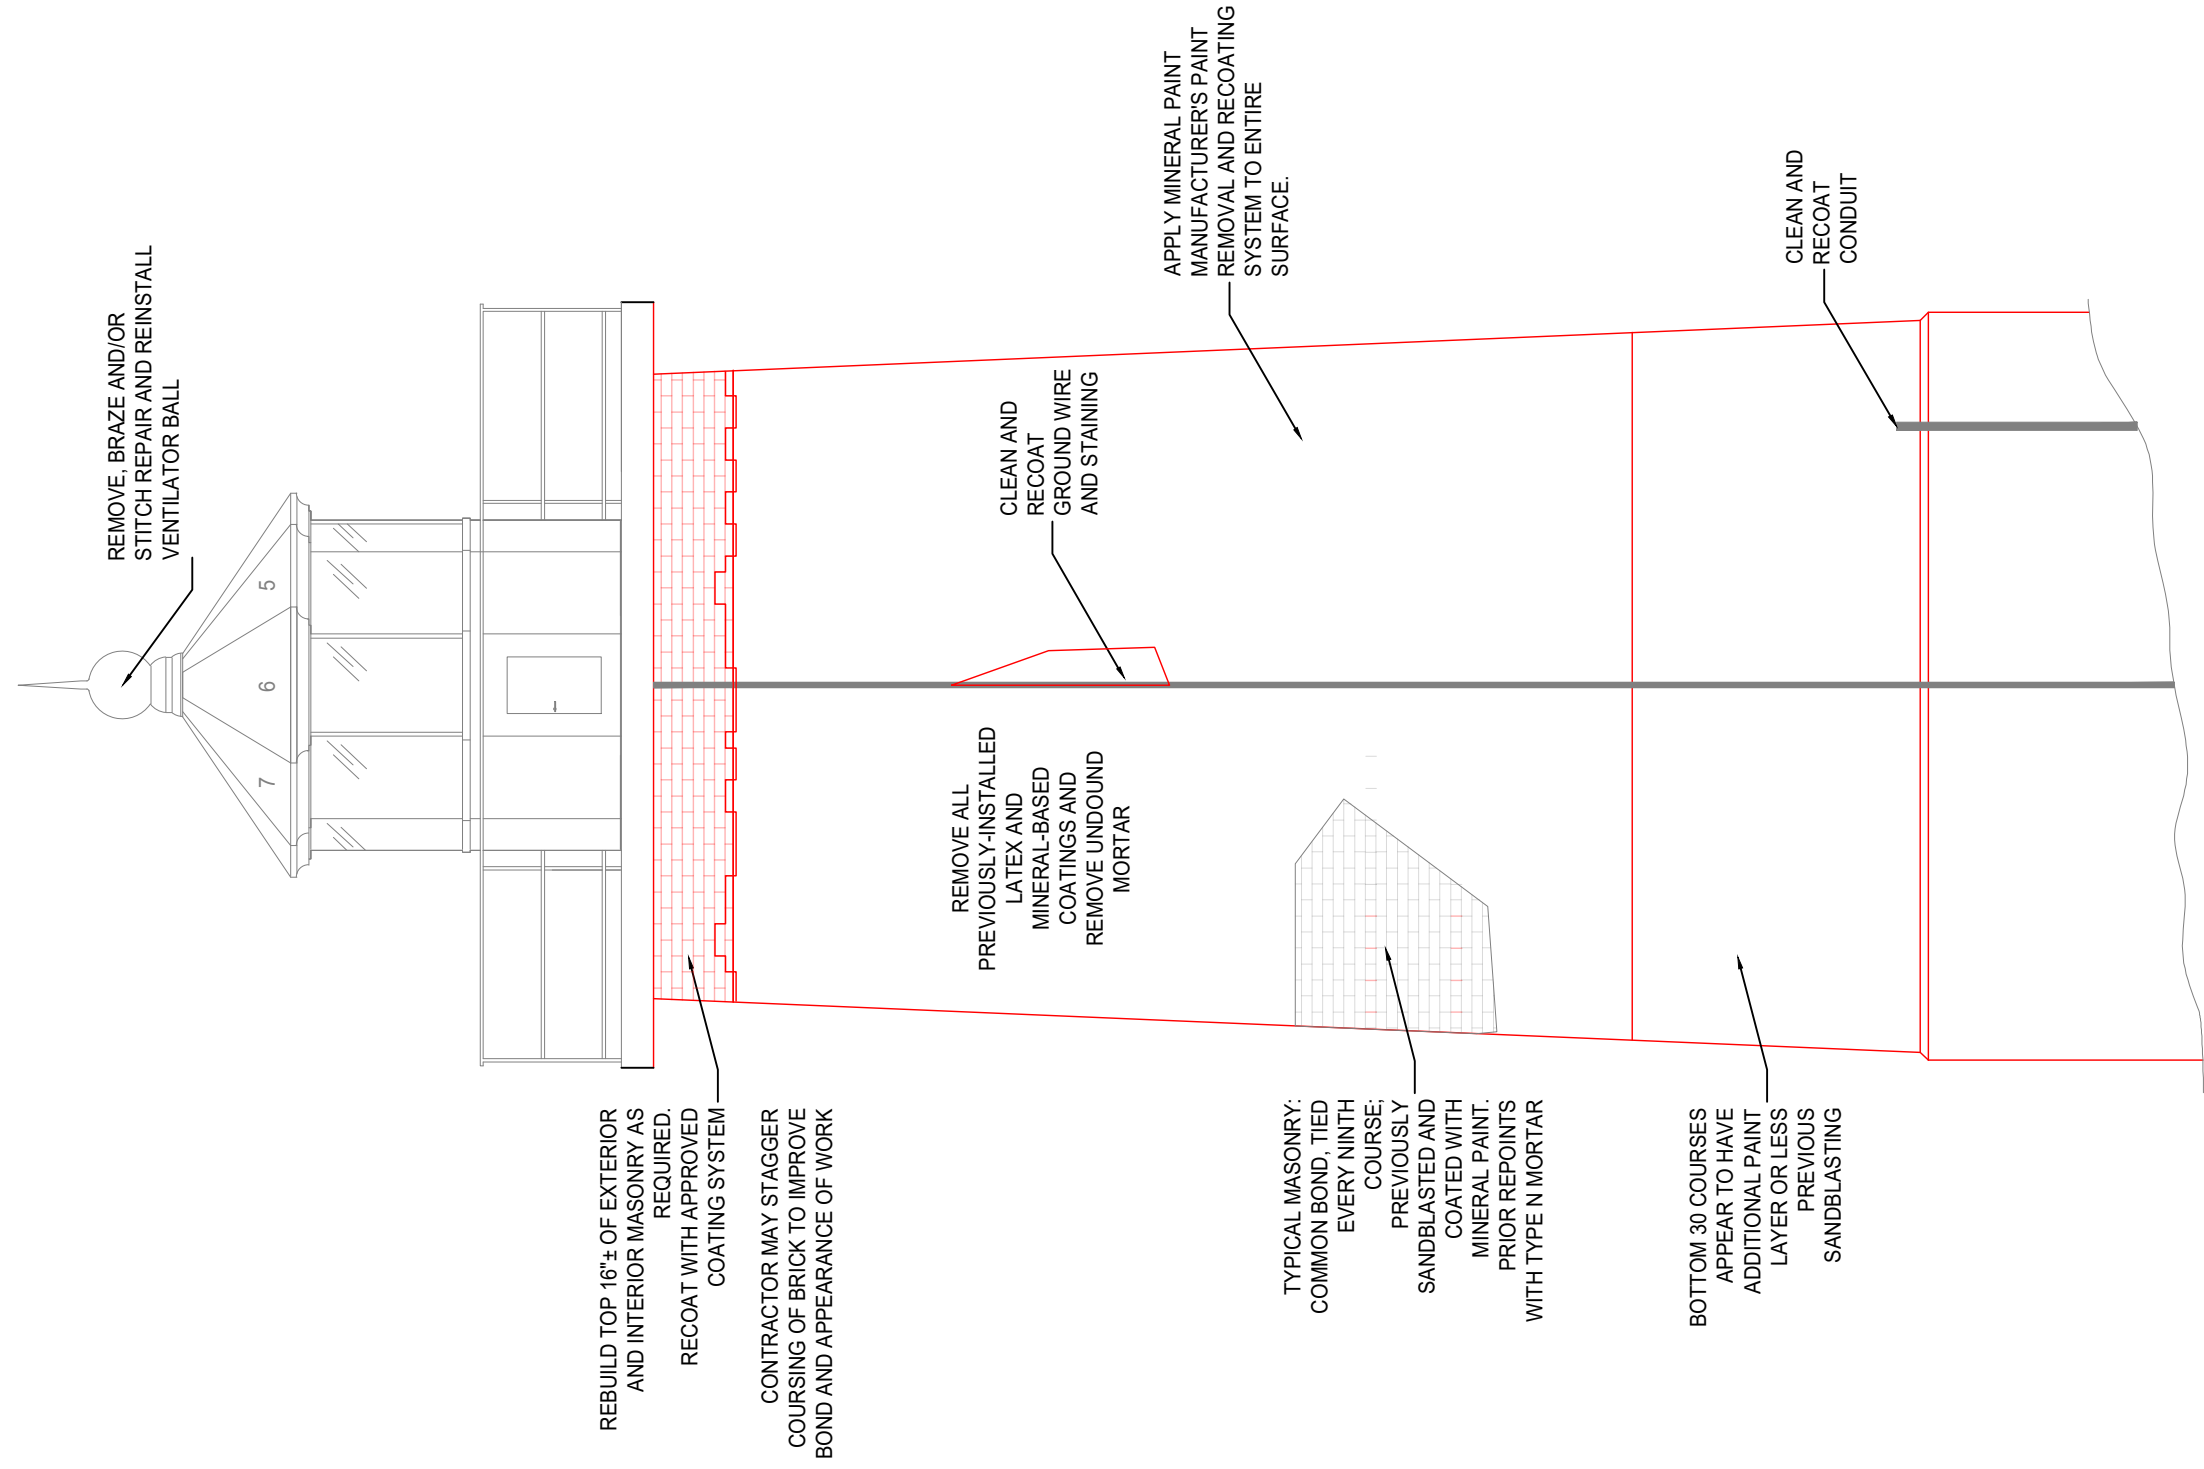 REMOVE, BRAZE AND/OR
STITCH REPAIR AND REINSTALL
VENTILATOR BALL
5
6
7
REBUILD TOP 16"± OF EXTERIOR
AND INTERIOR MASONRY AS
REQUIRED.
RECOAT WITH APPROVED
COATING SYSTEM
CONTRACTOR MAY STAGGER
COURSING OF BRICK TO IMPROVE
BOND AND APPEARANCE OF WORK
REMOVE ALL
PREVIOUSLY-INSTALLED
LATEX AND
MINERAL-BASED
COATINGS AND
REMOVE UNDOUND
MORTAR
CLEAN AND
RECOAT
GROUND WIRE
AND STAINING
APPLY MINERAL PAINT
MANUFACTURER'S PAINT
REMOVAL AND RECOATING
SYSTEM TO ENTIRE
SURFACE.
TYPICAL MASONRY:
COMMON BOND, TIED
EVERY NINTH
COURSE;
PREVIOUSLY
SANDBLASTED AND
COATED WITH
MINERAL PAINT.
PRIOR REPOINTS
WITH TYPE N MORTAR
BOTTOM 30 COURSES
APPEAR TO HAVE
ADDITIONAL PAINT
LAYER OR LESS
PREVIOUS
SANDBLASTING
CLEAN AND
RECOAT
CONDUIT